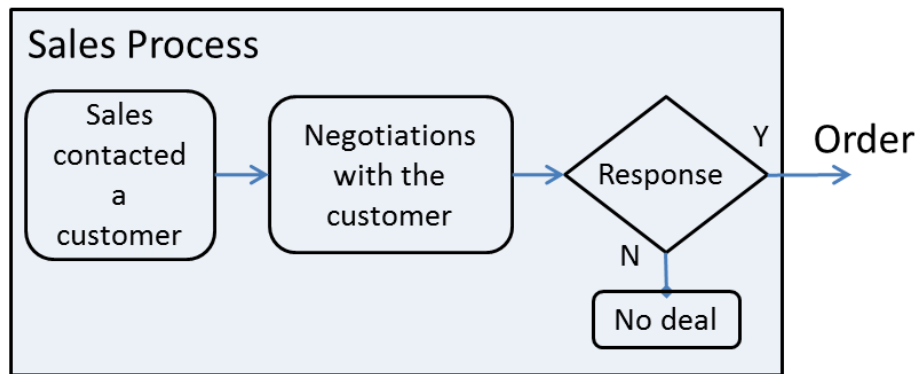 Sales Process
Sales
contacted
a
customer
Negotiations
with the
customer
Response
Y
Order
N
No deal